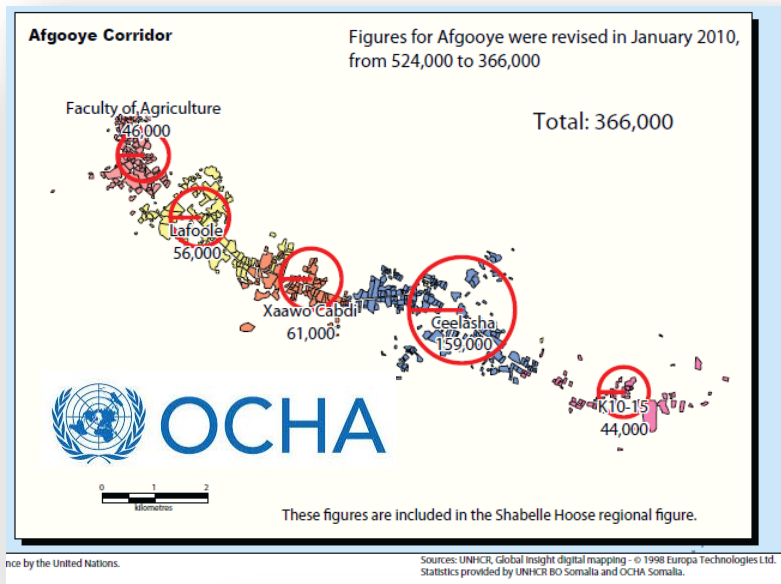 Afgooye Corridor
Figures for Afgooye were revised in January 2010,
from 524,000 to 366,000
Total: 366,000
Faculty of Agriculture
46,000
Lafoole
56,000
Xaawo Cabdi
61,000
Ceelasha
159,000
K10-15
44,000
OCHA
0 1 2
kilometres
These figures are included in the Shabelle Hoose regional figure.
nce by the United Nations.
Sources: UNHCR, Global Insight digital mapping - © 1998 Europa Technologies Ltd.
Statistics provided by UNHCR BO Somalia and OCHA Somalia.